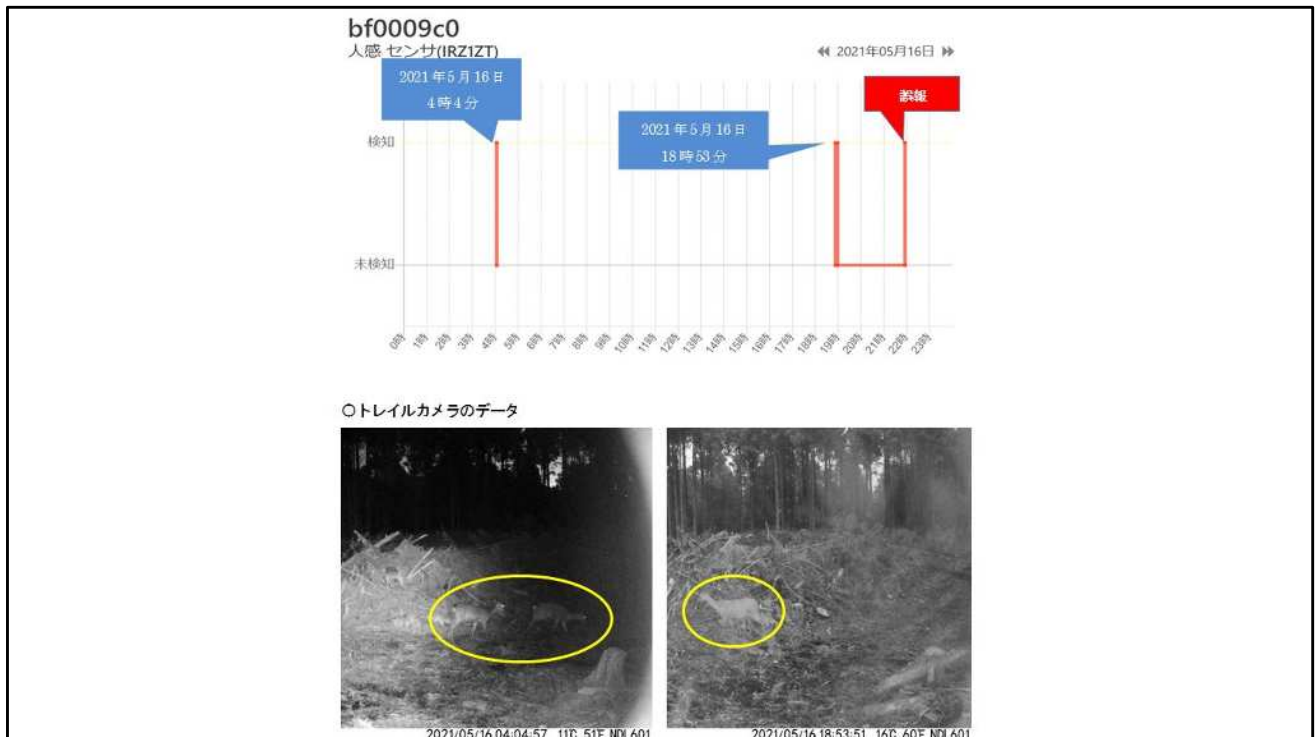 bf0009c0
人感 センサ(IRZ1ZT)
2021年05月16日
2021年5月16日
4時4分
誤報
2021年5月16日
18時53分
検知
未検知
0時 1時 2時 3時 4時 5時 6時 7時 8時 9時 10時 11時 12時 13時 14時 15時 16時 17時 18時 19時 20時 21時 22時 23時
○トレイルカメラのデータ
2021/05/16 04:04:57 11℃ 51℉ NDL601
2021/05/16 18:53:51 16℃ 60℉ NDL601